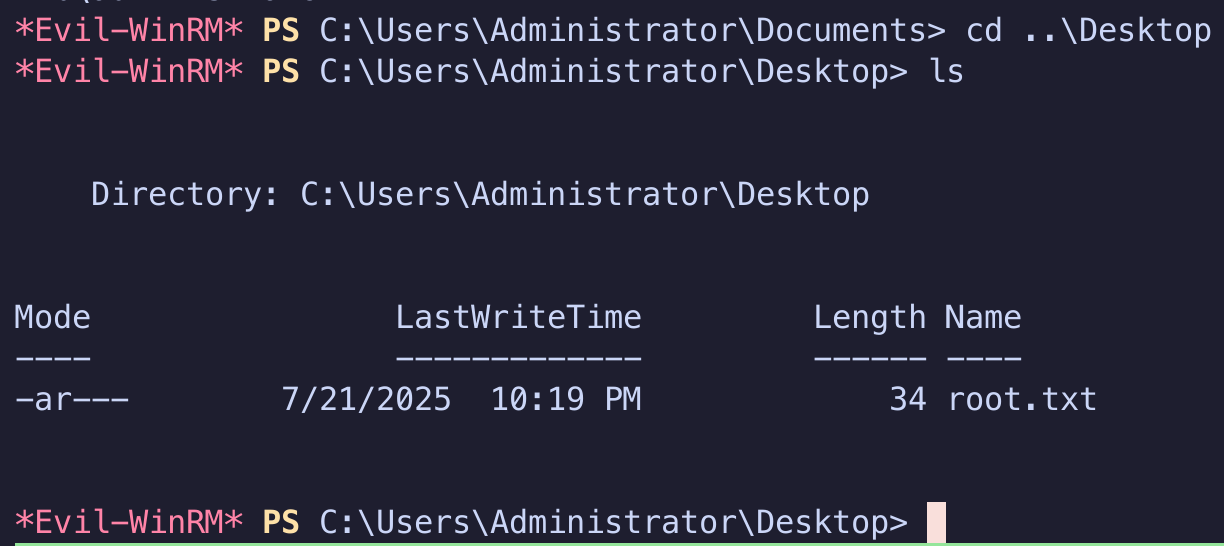 *Evil-WinRM* PS C:\Users\Administrator\Documents> cd ..\Desktop
*Evil-WinRM* PS C:\Users\Administrator\Desktop> ls
    Directory: C:\Users\Administrator\Desktop
Mode                LastWriteTime         Length Name
----                -------------         ------ ----
-ar---        7/21/2025  10:19 PM             34 root.txt
*Evil-WinRM* PS C:\Users\Administrator\Desktop>